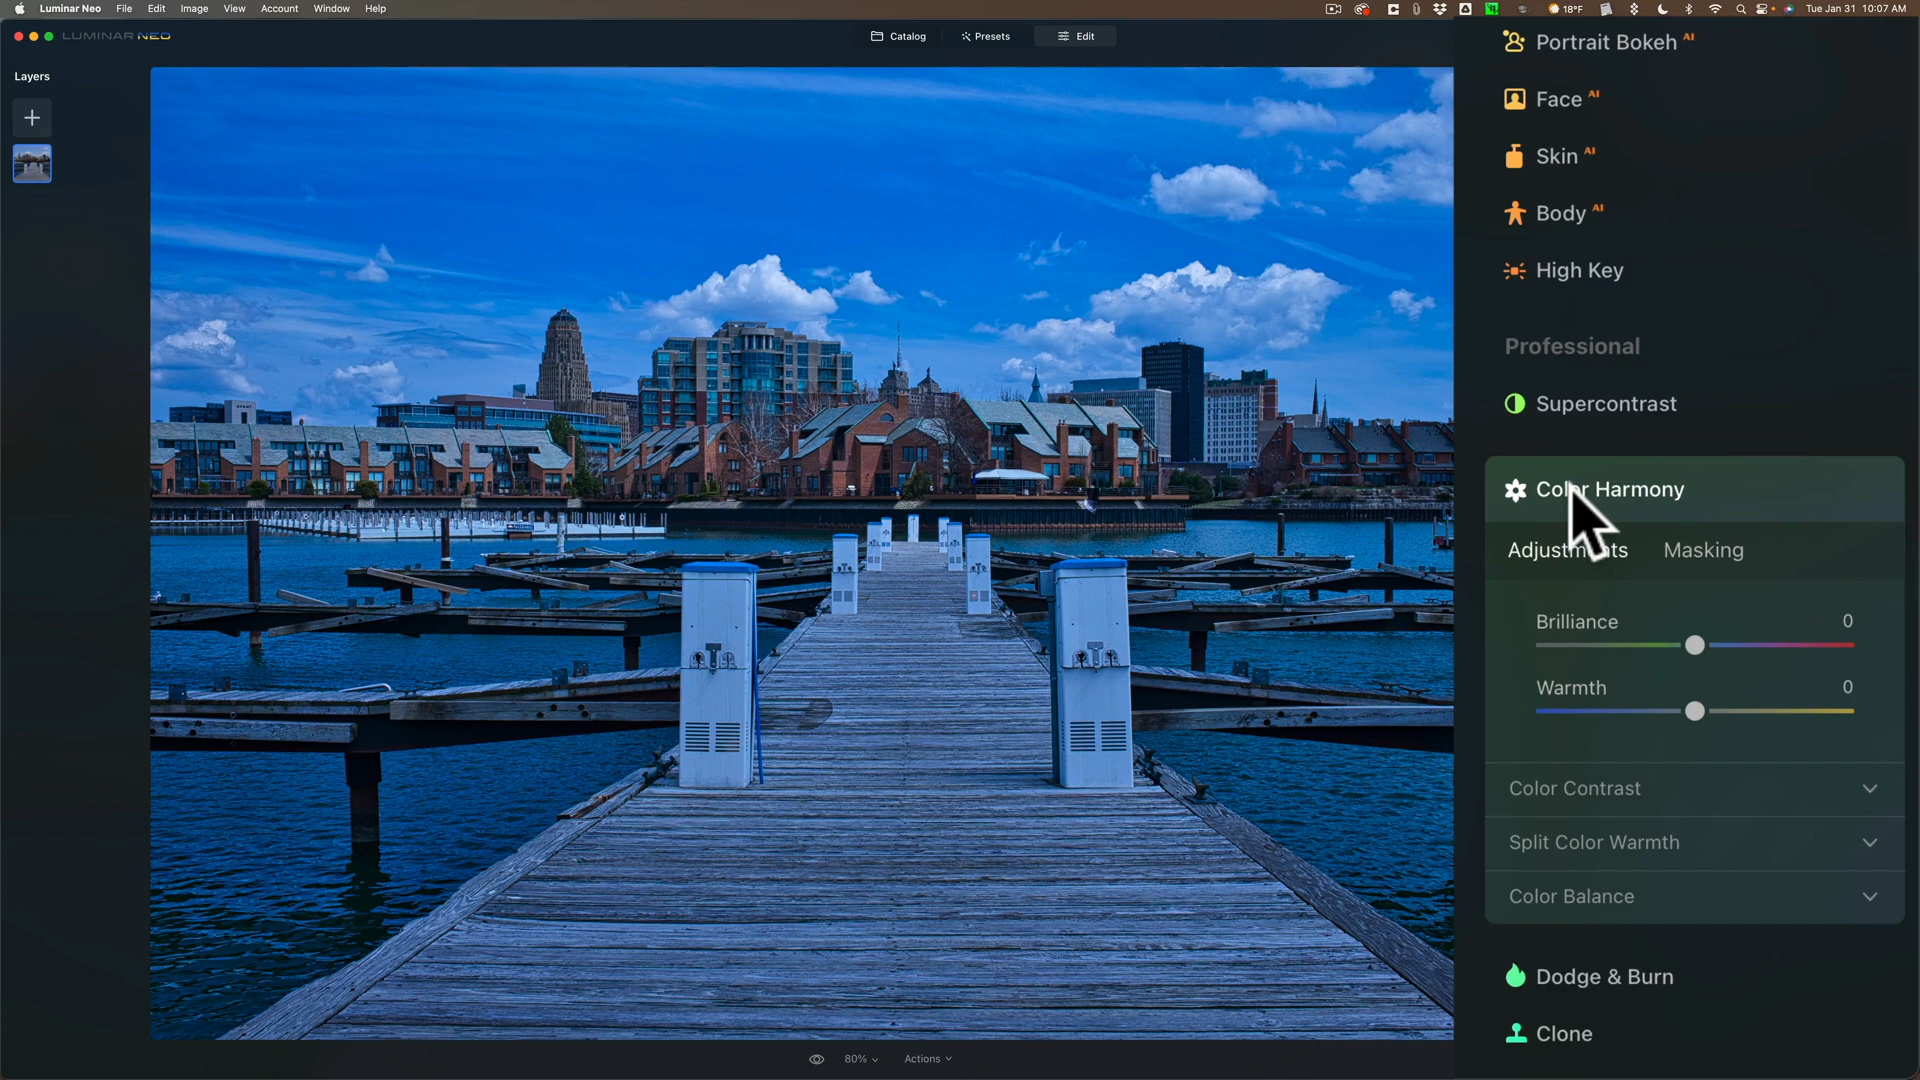 Luminar Neo File Edit Image View Account Window Help
18°F
Tue Jan 31 10:07 AM
LUMINAR NEO
Catalog
Presets
Edit
Layers
Portrait Bokeh AI
Face AI
Skin AI
Body AI
High Key
Professional
Supercontrast
Color Harmony
Adjustments Masking
Brilliance 0
Warmth 0
Color Contrast
Split Color Warmth
Color Balance
Dodge & Burn
Clone
80%
Actions